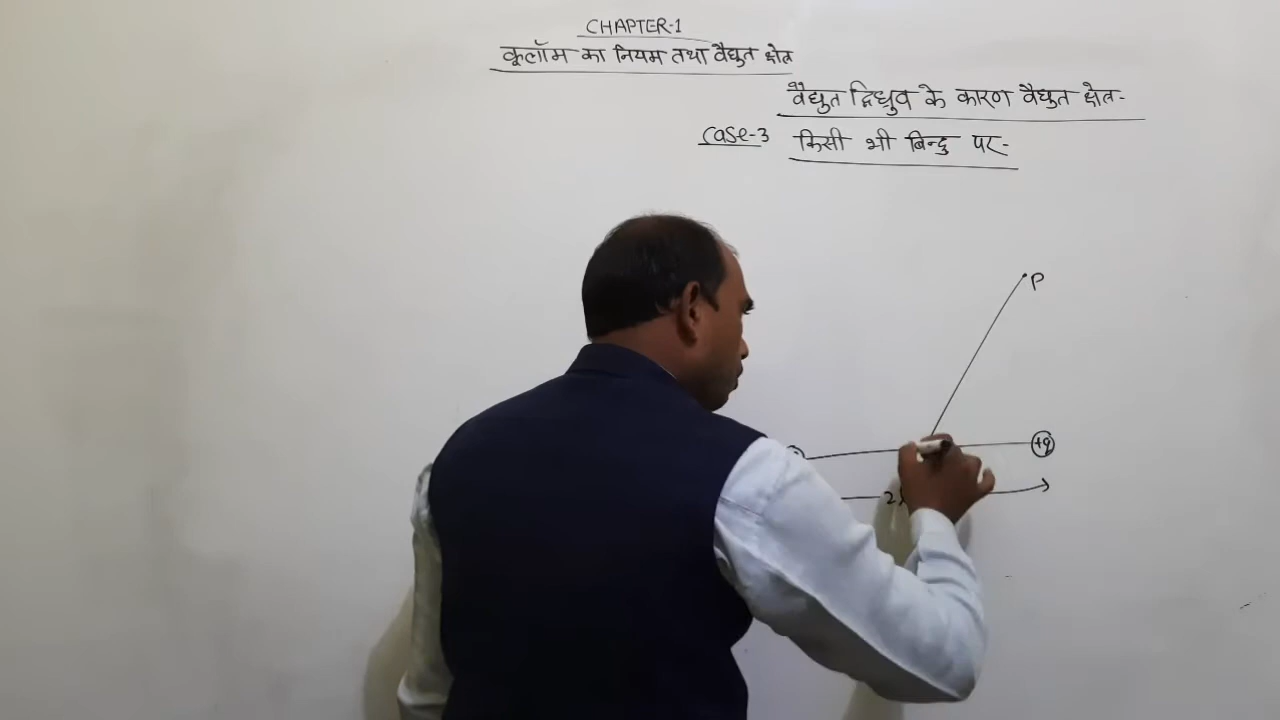 CHAPTER-1
कूलॉम का नियम तथा वैद्युत क्षेत्र
वैद्युत द्विध्रुव के कारण वैद्युत क्षेत्र-
Case-3 किसी भी बिन्दु पर-
P
+q